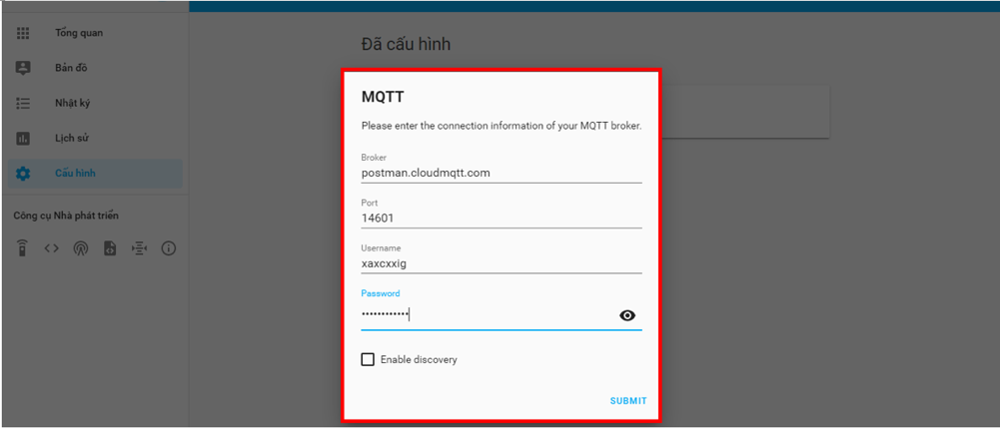 Tổng quan
Bản đồ
Nhật ký
Lịch sử
Cấu hình
Công cụ Nhà phát triển
Đã cấu hình
MQTT
Please enter the connection information of your MQTT broker.
Broker
postman.cloudmqtt.com
Port
14601
Username
xaxcxxig
Password
••••••••••••
Enable discovery
SUBMIT